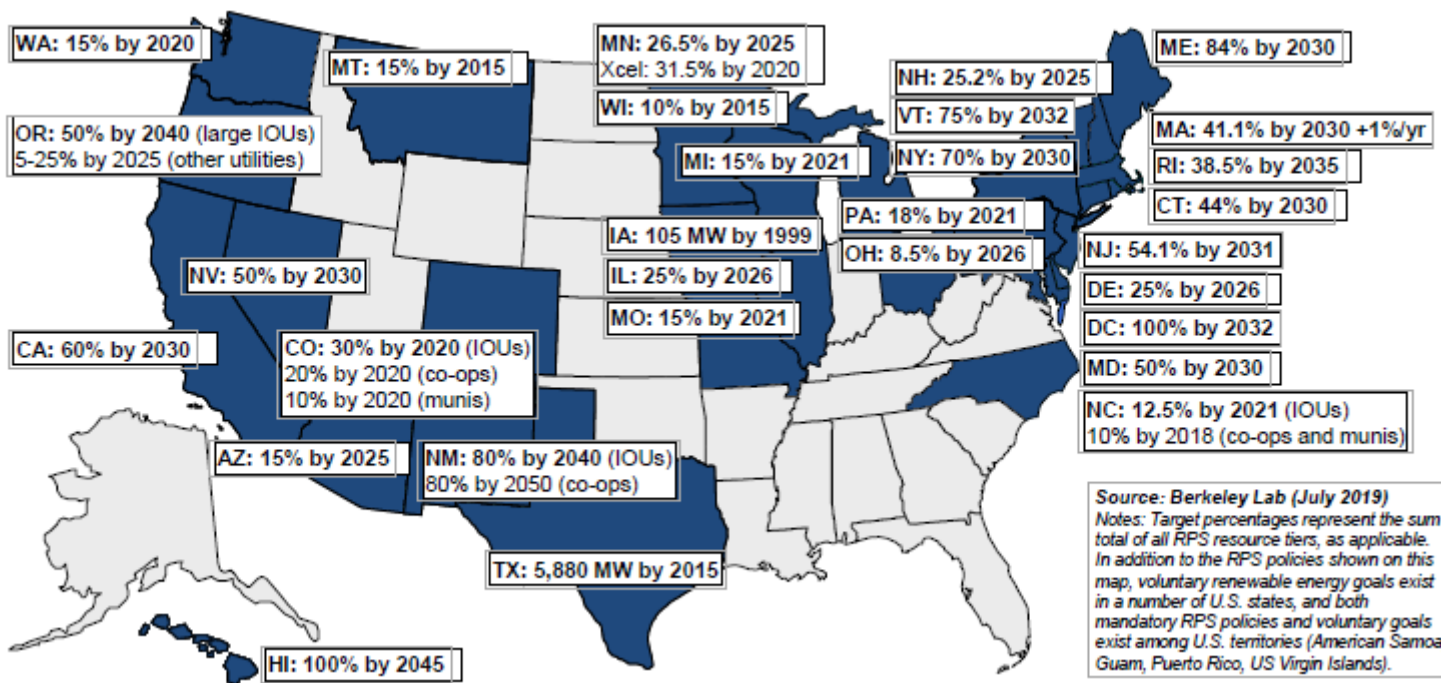 WA: 15% by 2020
MT: 15% by 2015
MN: 26.5% by 2025
Xcel: 31.5% by 2020
WI: 10% by 2015
ME: 84% by 2030
NH: 25.2% by 2025
VT: 75% by 2032
OR: 50% by 2040 (large IOUs)
5-25% by 2025 (other utilities)
MA: 41.1% by 2030 +1%/yr
MI: 15% by 2021
NY: 70% by 2030
RI: 38.5% by 2035
CT: 44% by 2030
PA: 18% by 2021
IA: 105 MW by 1999
OH: 8.5% by 2026
NJ: 54.1% by 2031
NV: 50% by 2030
IL: 25% by 2026
DE: 25% by 2026
MO: 15% by 2021
DC: 100% by 2032
CA: 60% by 2030
CO: 30% by 2020 (IOUs)
20% by 2020 (co-ops)
10% by 2020 (munis)
MD: 50% by 2030
NC: 12.5% by 2021 (IOUs)
10% by 2018 (co-ops and munis)
AZ: 15% by 2025
NM: 80% by 2040 (IOUs)
80% by 2050 (co-ops)
TX: 5,880 MW by 2015
HI: 100% by 2045
Source: Berkeley Lab (July 2019)
Notes: Target percentages represent the sum
total of all RPS resource tiers, as applicable.
In addition to the RPS policies shown on this
map, voluntary renewable energy goals exist
in a number of U.S. states, and both
mandatory RPS policies and voluntary goals
exist among U.S. territories (American Samoa
Guam, Puerto Rico, US Virgin Islands).